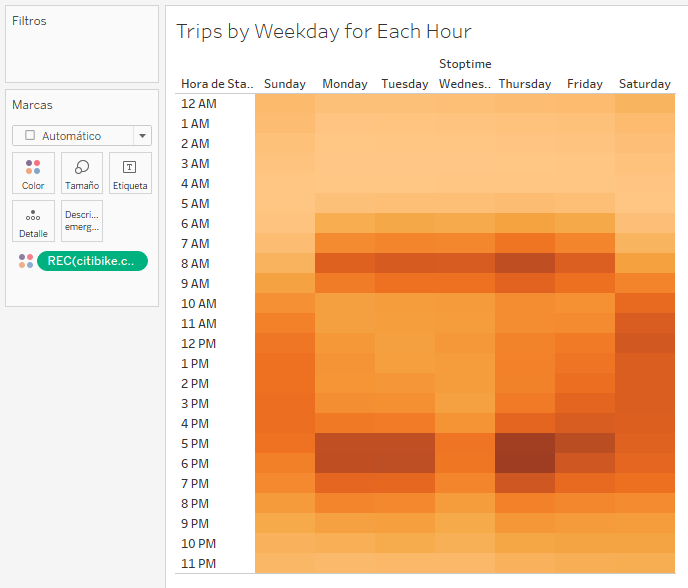 Filtros
Marcas
Automático
Color
Tamaño
Etiqueta
Detalle
Descri...
emerg...
REC(citibike.c..
Trips by Weekday for Each Hour
Stoptime
Hora de Sta.. Sunday Monday Tuesday Wednes.. Thursday Friday Saturday
12 AM
1 AM
2 AM
3 AM
4 AM
5 AM
6 AM
7 AM
8 AM
9 AM
10 AM
11 AM
12 PM
1 PM
2 PM
3 PM
4 PM
5 PM
6 PM
7 PM
8 PM
9 PM
10 PM
11 PM